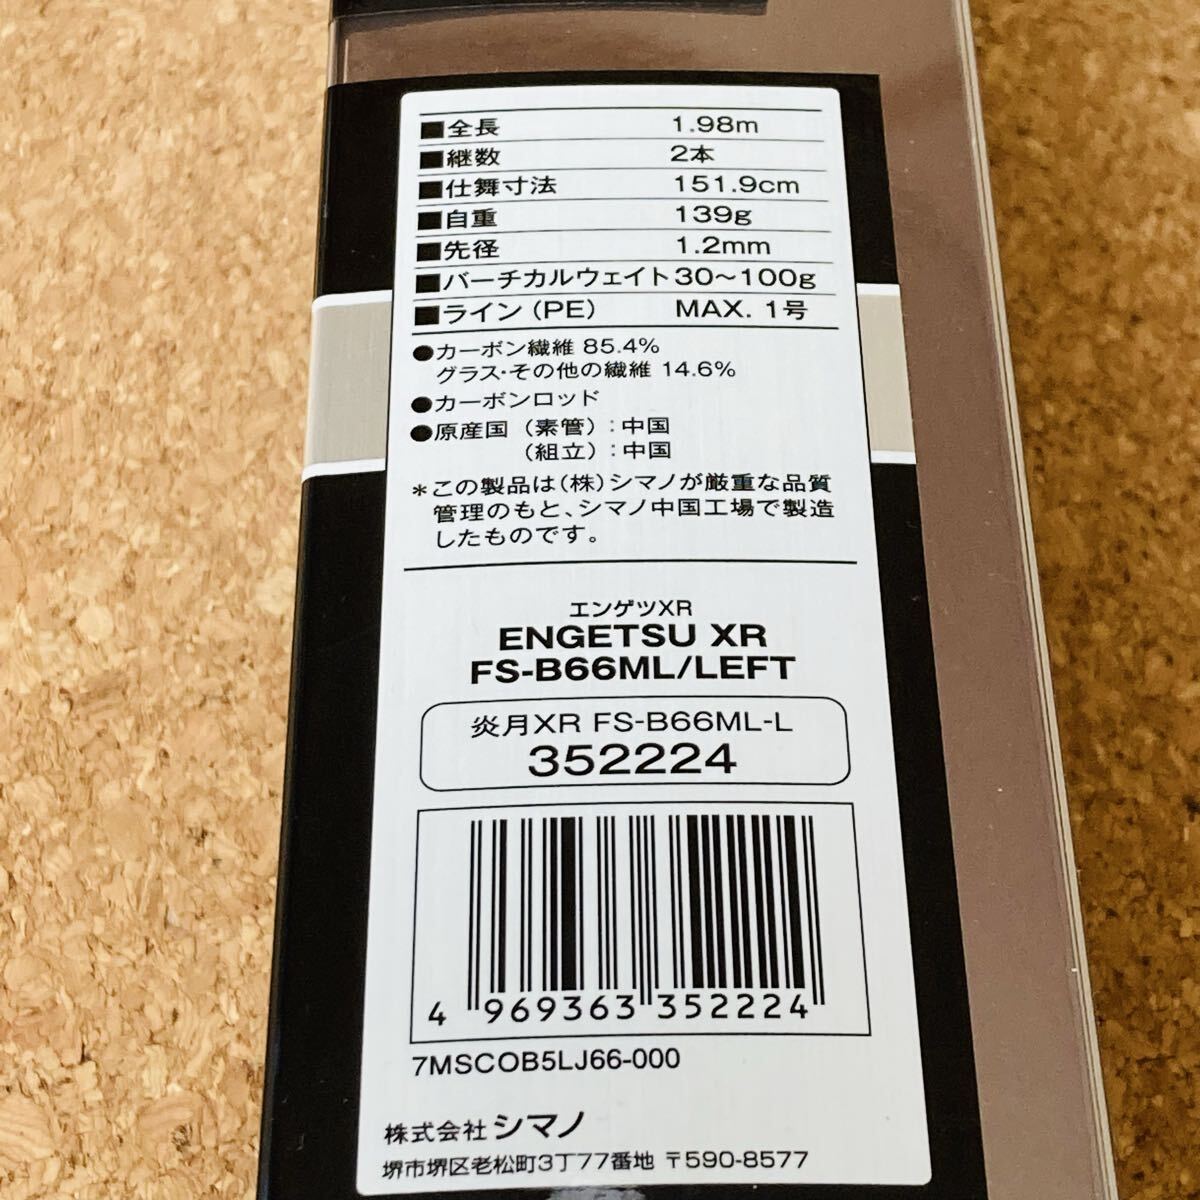 ■全長 1.98m
■継数 2本
■仕舞寸法 151.9cm
■自重 139g
■先径 1.2mm
■バーチカルウェイト 30〜100g
■ライン(PE) MAX. 1号
●カーボン繊維 85.4%
グラス・その他の繊維 14.6%
●カーボンロッド
●原産国(素管):中国
(組立):中国
*この製品は(株)シマノが厳重な品質
管理のもと、シマノ中国工場で製造
したものです。
エンゲツXR
ENGETSU XR
FS-B66ML/LEFT
炎月XR FS-B66ML-L
352224
4 969363 352224
7MSCOB5LJ66-000
株式会社 シマノ
堺市堺区老松町3丁77番地 〒590-8577